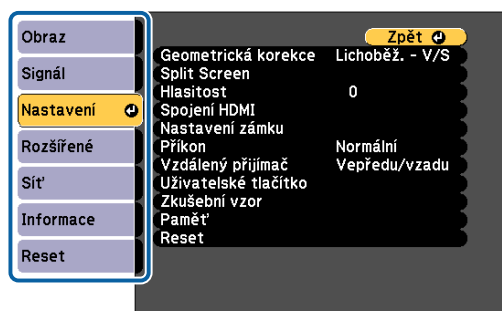 Obraz
Signál
Nastavení
Rozšířené
Síť
Informace
Reset
Zpět
Geometrická korekce Lichoběž. - V/S
Split Screen
Hlasitost 0
Spojení HDMI
Nastavení zámku
Příkon Normální
Vzdálený přijímač Vepředu/vzadu
Uživatelské tlačítko
Zkušební vzor
Paměť
Reset